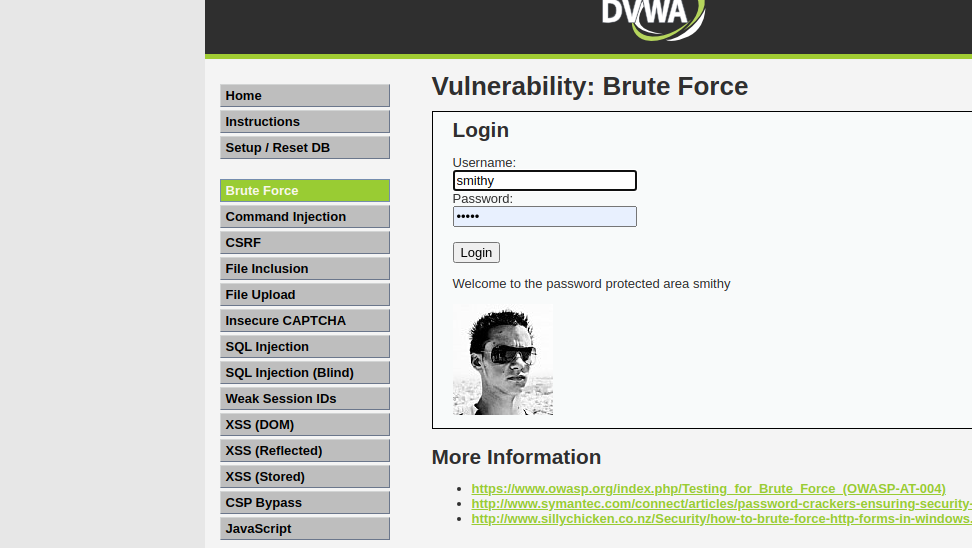 DVWA
Vulnerability: Brute Force
Home
Instructions
Setup / Reset DB
Brute Force
Command Injection
CSRF
File Inclusion
File Upload
Insecure CAPTCHA
SQL Injection
SQL Injection (Blind)
Weak Session IDs
XSS (DOM)
XSS (Reflected)
XSS (Stored)
CSP Bypass
JavaScript
Login
Username:
smithy
Password:
•••••
Login
Welcome to the password protected area smithy
More Information
https://www.owasp.org/index.php/Testing_for_Brute_Force_(OWASP-AT-004)
http://www.symantec.com/connect/articles/password-crackers-ensuring-security-
http://www.sillychicken.co.nz/Security/how-to-brute-force-http-forms-in-windows.